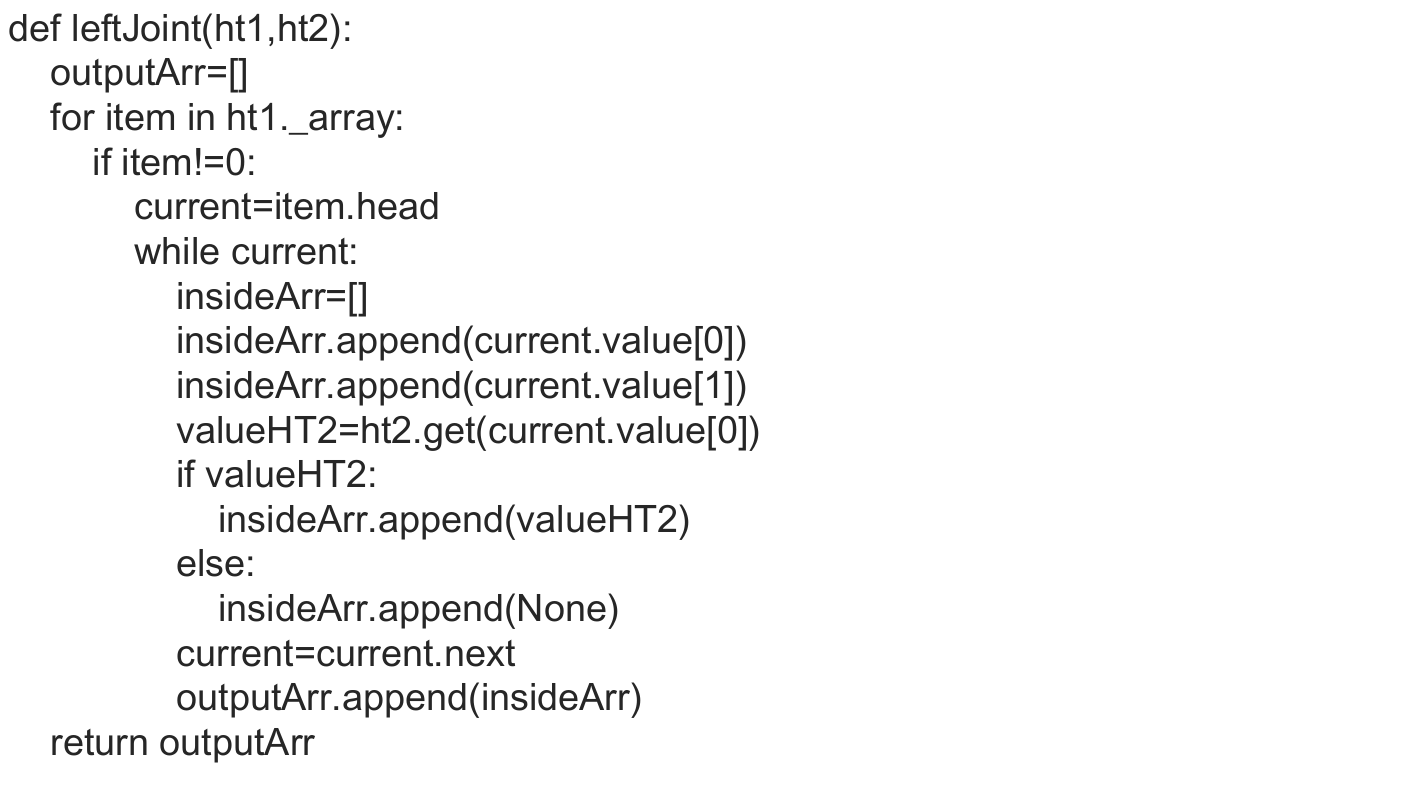 def leftJoint(ht1,ht2):
    outputArr=[]
    for item in ht1._array:
        if item!=0:
            current=item.head
            while current:
                insideArr=[]
                insideArr.append(current.value[0])
                insideArr.append(current.value[1])
                valueHT2=ht2.get(current.value[0])
                if valueHT2:
                    insideArr.append(valueHT2)
                else:
                    insideArr.append(None)
                current=current.next
                outputArr.append(insideArr)
    return outputArr